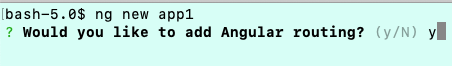 [bash-5.0$ ng new app1
? Would you like to add Angular routing? (y/N) y